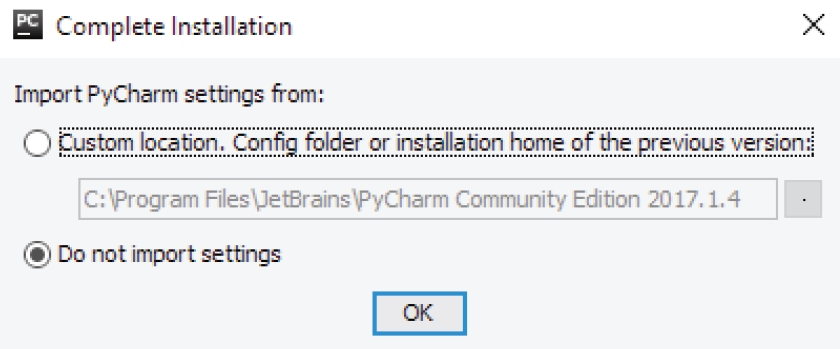 PC Complete Installation
Import PyCharm settings from:
Custom location. Config folder or installation home of the previous version:
C:\Program Files\JetBrains\PyCharm Community Edition 2017.1.4
.
Do not import settings
OK